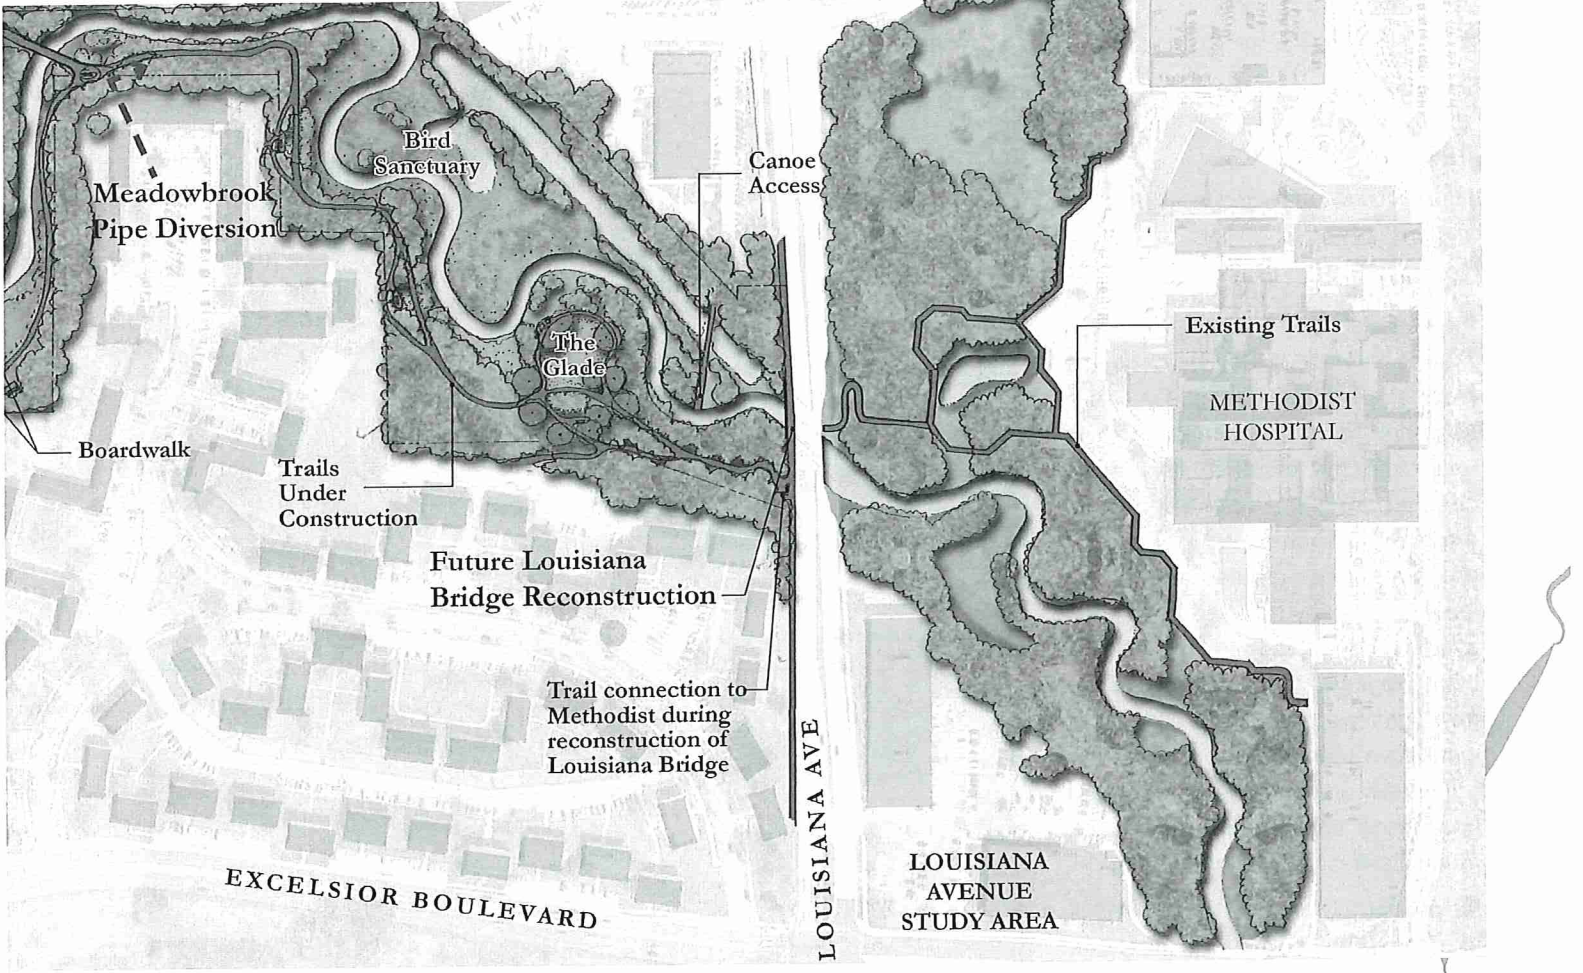 Bird
Sanctuary
Canoe
Access
Meadowbrook
Pipe Diversion
The
Glade
Existing Trails
METHODIST
HOSPITAL
Boardwalk
Trails
Under
Construction
Future Louisiana
Bridge Reconstruction
Trail connection to
Methodist during
reconstruction of
Louisiana Bridge
LOUISIANA AVE
LOUISIANA
AVENUE
STUDY AREA
EXCELSIOR BOULEVARD